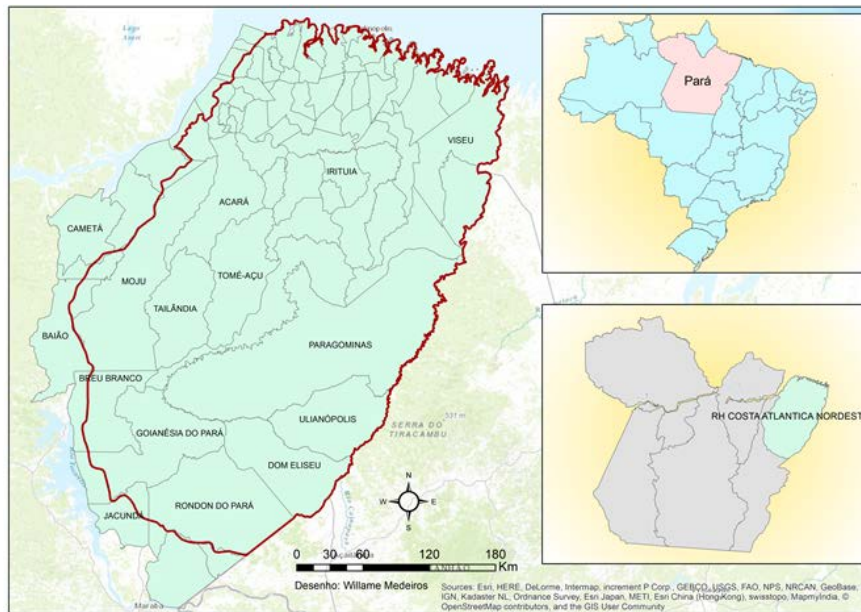 VISEU
IRITUIA
ACARÁ
CAMETÁ
MOJU
TOMÉ-AÇU
TAILÂNDIA
BAIÃO
PARAGOMINAS
BREU BRANCO
ULIANÓPOLIS
GOIANÉSIA DO PARÁ
SERRA DO
TIRACAMBU
DOM ELISEU
RONDON DO PARÁ
JACUNDÁ
Marabá
N
W E
S
0 30 60 120 180
Km
Desenho: Willame Medeiros
Pará
RH COSTA ATLANTICA NORDEST
Sources: Esri, HERE, DeLorme, Intermap, increment P Corp., GEBCO, USGS, FAO, NPS, NRCAN, GeoBase,
IGN, Kadaster NL, Ordnance Survey, Esri Japan, METI, Esri China (Hong Kong), swisstopo, MapmyIndia, ©
OpenStreetMap contributors, and the GIS User Community